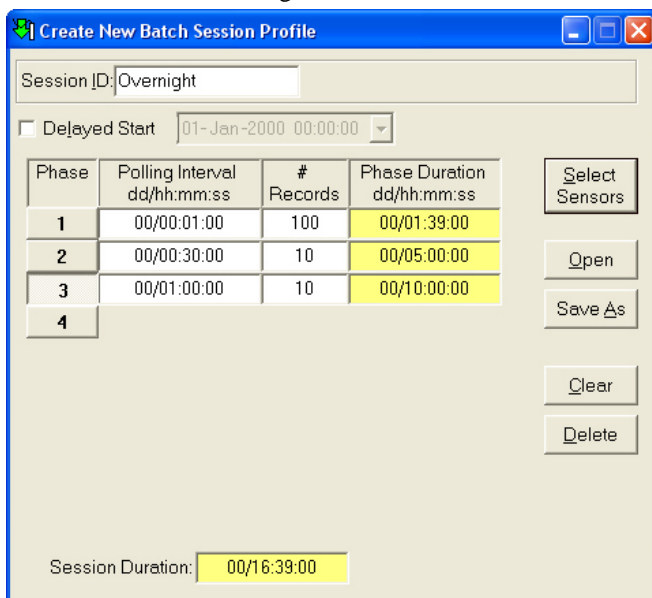 Create New Batch Session Profile
Session ID: Overnight
Delayed Start 01-Jan-2000 00:00:00
Phase Polling Interval dd/hh:mm:ss # Records Phase Duration dd/hh:mm:ss
1 00/00:01:00 100 00/01:39:00
2 00/00:30:00 10 00/05:00:00
3 00/01:00:00 10 00/10:00:00
4
Select Sensors
Open
Save As
Clear
Delete
Session Duration: 00/16:39:00